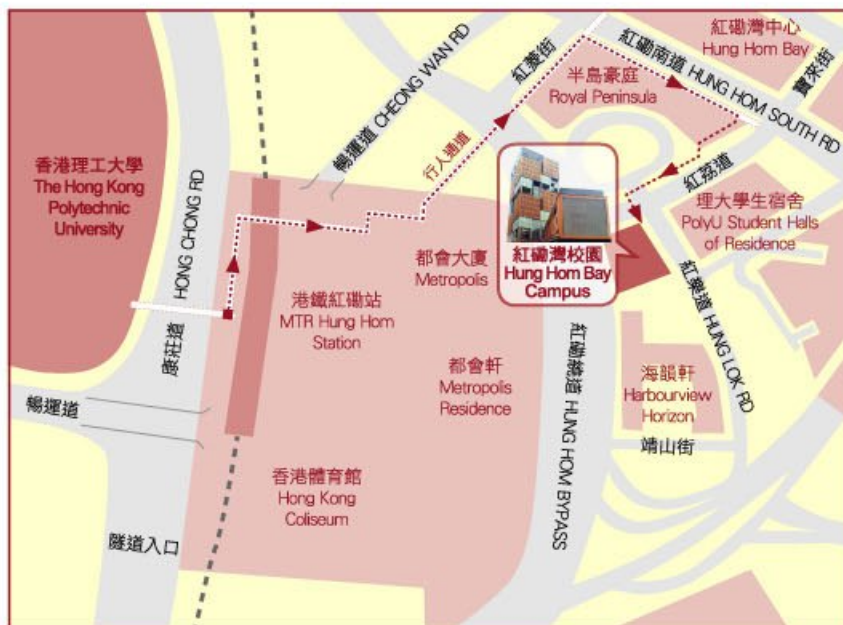 紅磡灣中心
Hung Hom Bay
紅磡南道 HUNG HOM SOUTH RD
寶來街
紅菱街
半島豪庭
Royal Peninsula
暢運道 CHEONG WAN RD
行人通道
紅荔道
香港理工大學
The Hong Kong
Polytechnic
University
康莊道 HONG CHONG RD
理大學生宿舍
PolyU Student Halls
of Residence
紅磡灣校園
Hung Hom Bay
Campus
都會大廈
Metropolis
港鐵紅磡站
MTR Hung Hom
Station
紅樂道 HUNG LOK RD
紅磡繞道 HUNG HOM BYPASS
都會軒
Metropolis
Residence
海韻軒
Harbourview
Horizon
暢運道
靖山街
香港體育館
Hong Kong
Coliseum
隧道入口